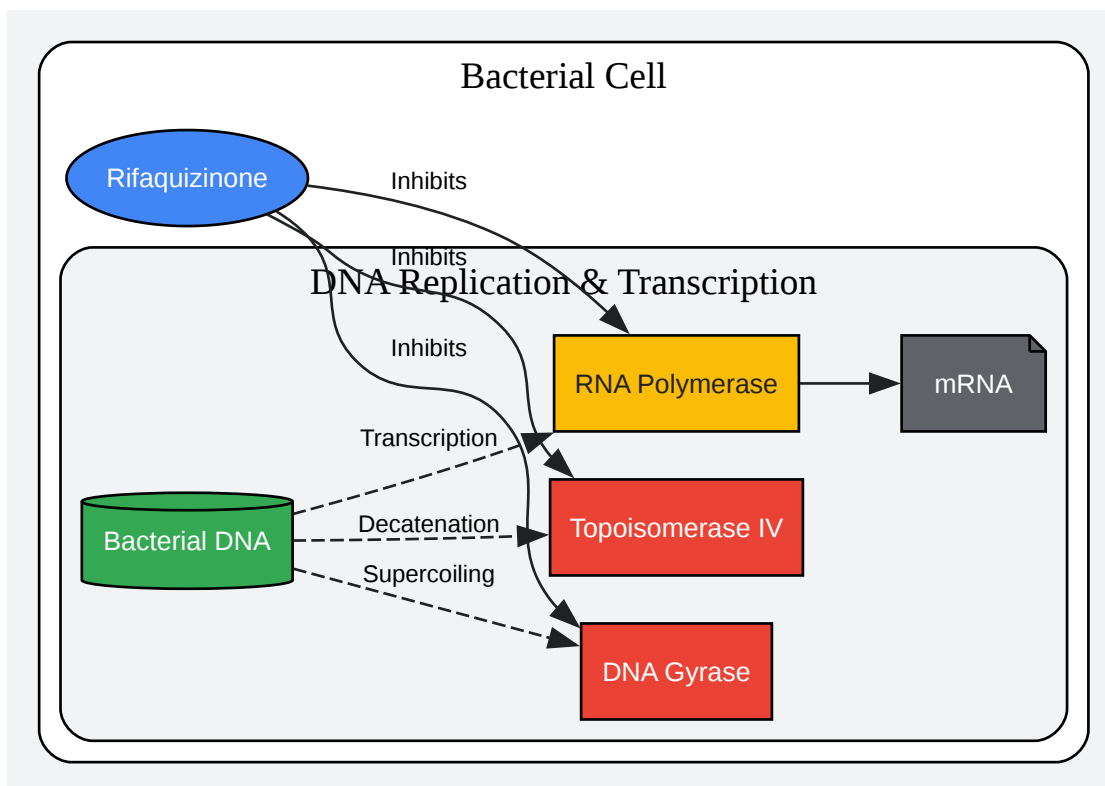 Bacterial Cell
Rifaquizinone
Inhibits
Inhibits
DNA Replication & Transcription
Inhibits
RNA Polymerase
mRNA
Transcription
Bacterial DNA
Decatenation
Topoisomerase IV
Supercoiling
DNA Gyrase